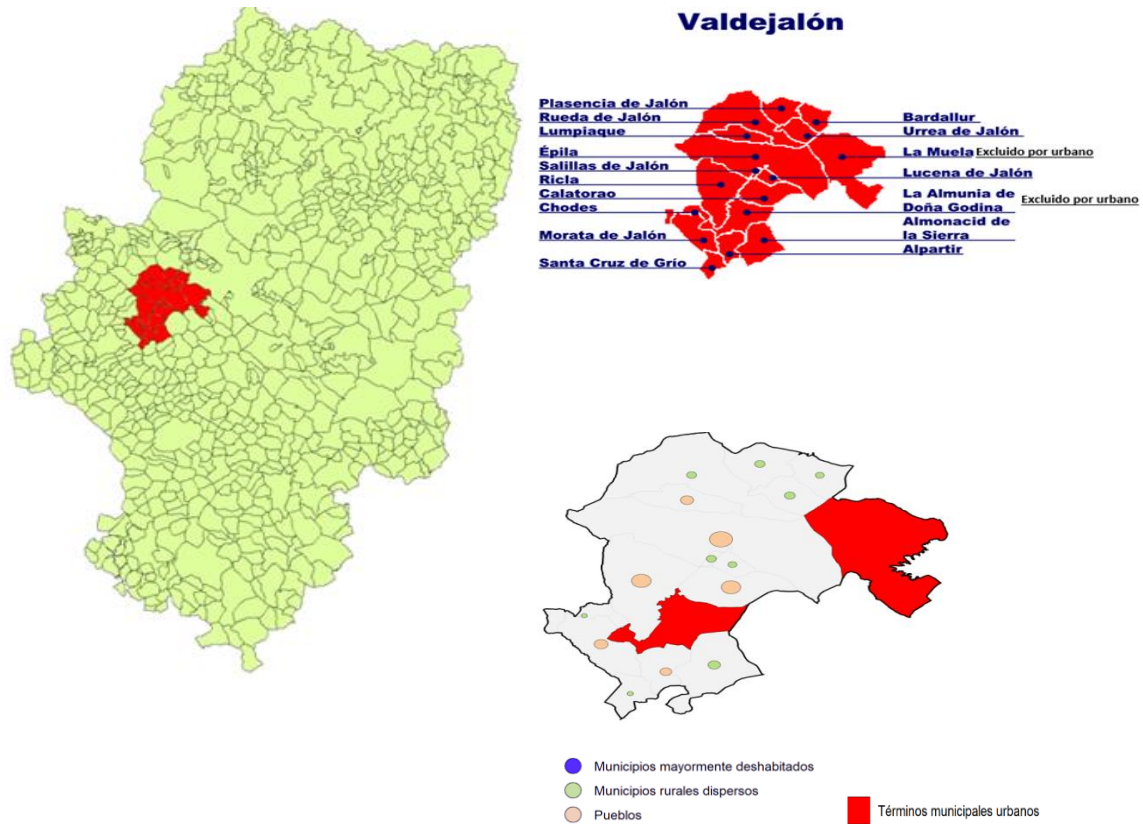 Valdejalón
Plasencia de Jalón
Rueda de Jalón
Lumpiaque
Épila
Salillas de Jalón
Ricla
Calatorao
Chodes
Morata de Jalón
Santa Cruz de Grío
Bardallur
Urrea de Jalón
La Muela Excluido por urbano
Lucena de Jalón
La Almunia de
Doña Godina Excluido por urbano
Almonacid de
la Sierra
Alpartir
Municipios mayormente deshabitados
Municipios rurales dispersos
Pueblos
Términos municipales urbanos